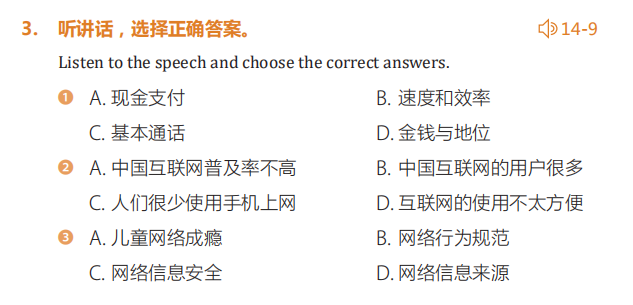 3. 听讲话，选择正确答案。 14-9
Listen to the speech and choose the correct answers.
1 A. 现金支付 B. 速度和效率
C. 基本通话 D. 金钱与地位
2 A. 中国互联网普及率不高 B. 中国互联网的用户很多
C. 人们很少使用手机上网 D. 互联网的使用不太方便
3 A. 儿童网络成瘾 B. 网络行为规范
C. 网络信息安全 D. 网络信息来源